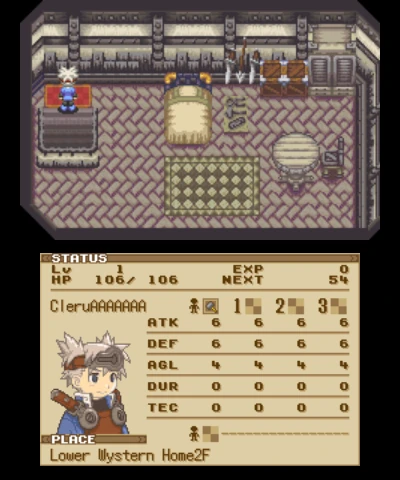 STATUS
Lv 1 EXP 0
HP 106/ 106 NEXT 54
CleruAAAAAAA 1 2 3
ATK 6 6 6 6
DEF 6 6 6 6
AGL 4 4 4 4
DUR 0 0 0 0
TEC 0 0 0 0
PLACE
Lower Wystern Home2F